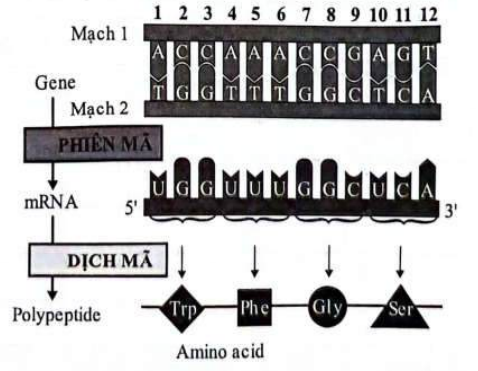 1 2 3 4 5 6 7 8 9 10 11 12
Mạch 1
A C C A A A C C G A G T
Gene
T G G T T T G G C T C A
Mạch 2
PHIÊN MÃ
U G G U U U G G C U C A
mRNA
5' 3'
DỊCH MÃ
Trp Phe Gly Ser
Polypeptide
Amino acid